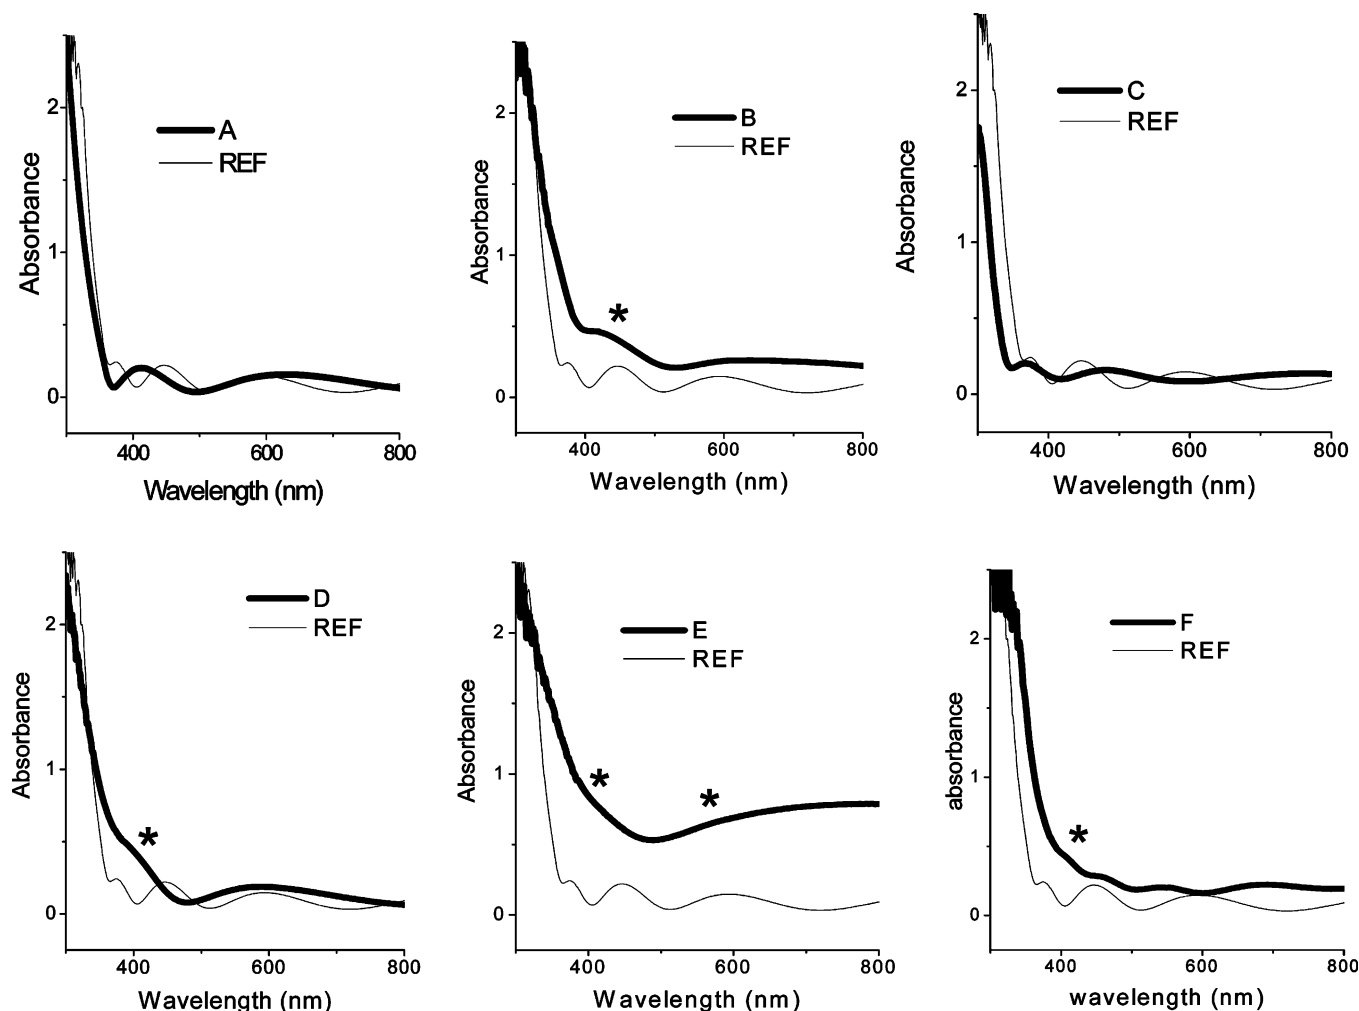 A
REF
2
1
0
Absorbance
400
600
800
Wavelength (nm)
B
REF
2
1
0
Absorbance
*
400
600
800
Wavelength (nm)
C
REF
2
1
0
Absorbance
400
600
800
Wavelength (nm)
D
REF
2
1
0
Absorbance
*
400
600
800
Wavelength (nm)
E
REF
2
1
0
Absorbance
*
*
400
600
800
Wavelength (nm)
F
REF
2
1
0
absorbance
*
400
600
800
wavelength (nm)